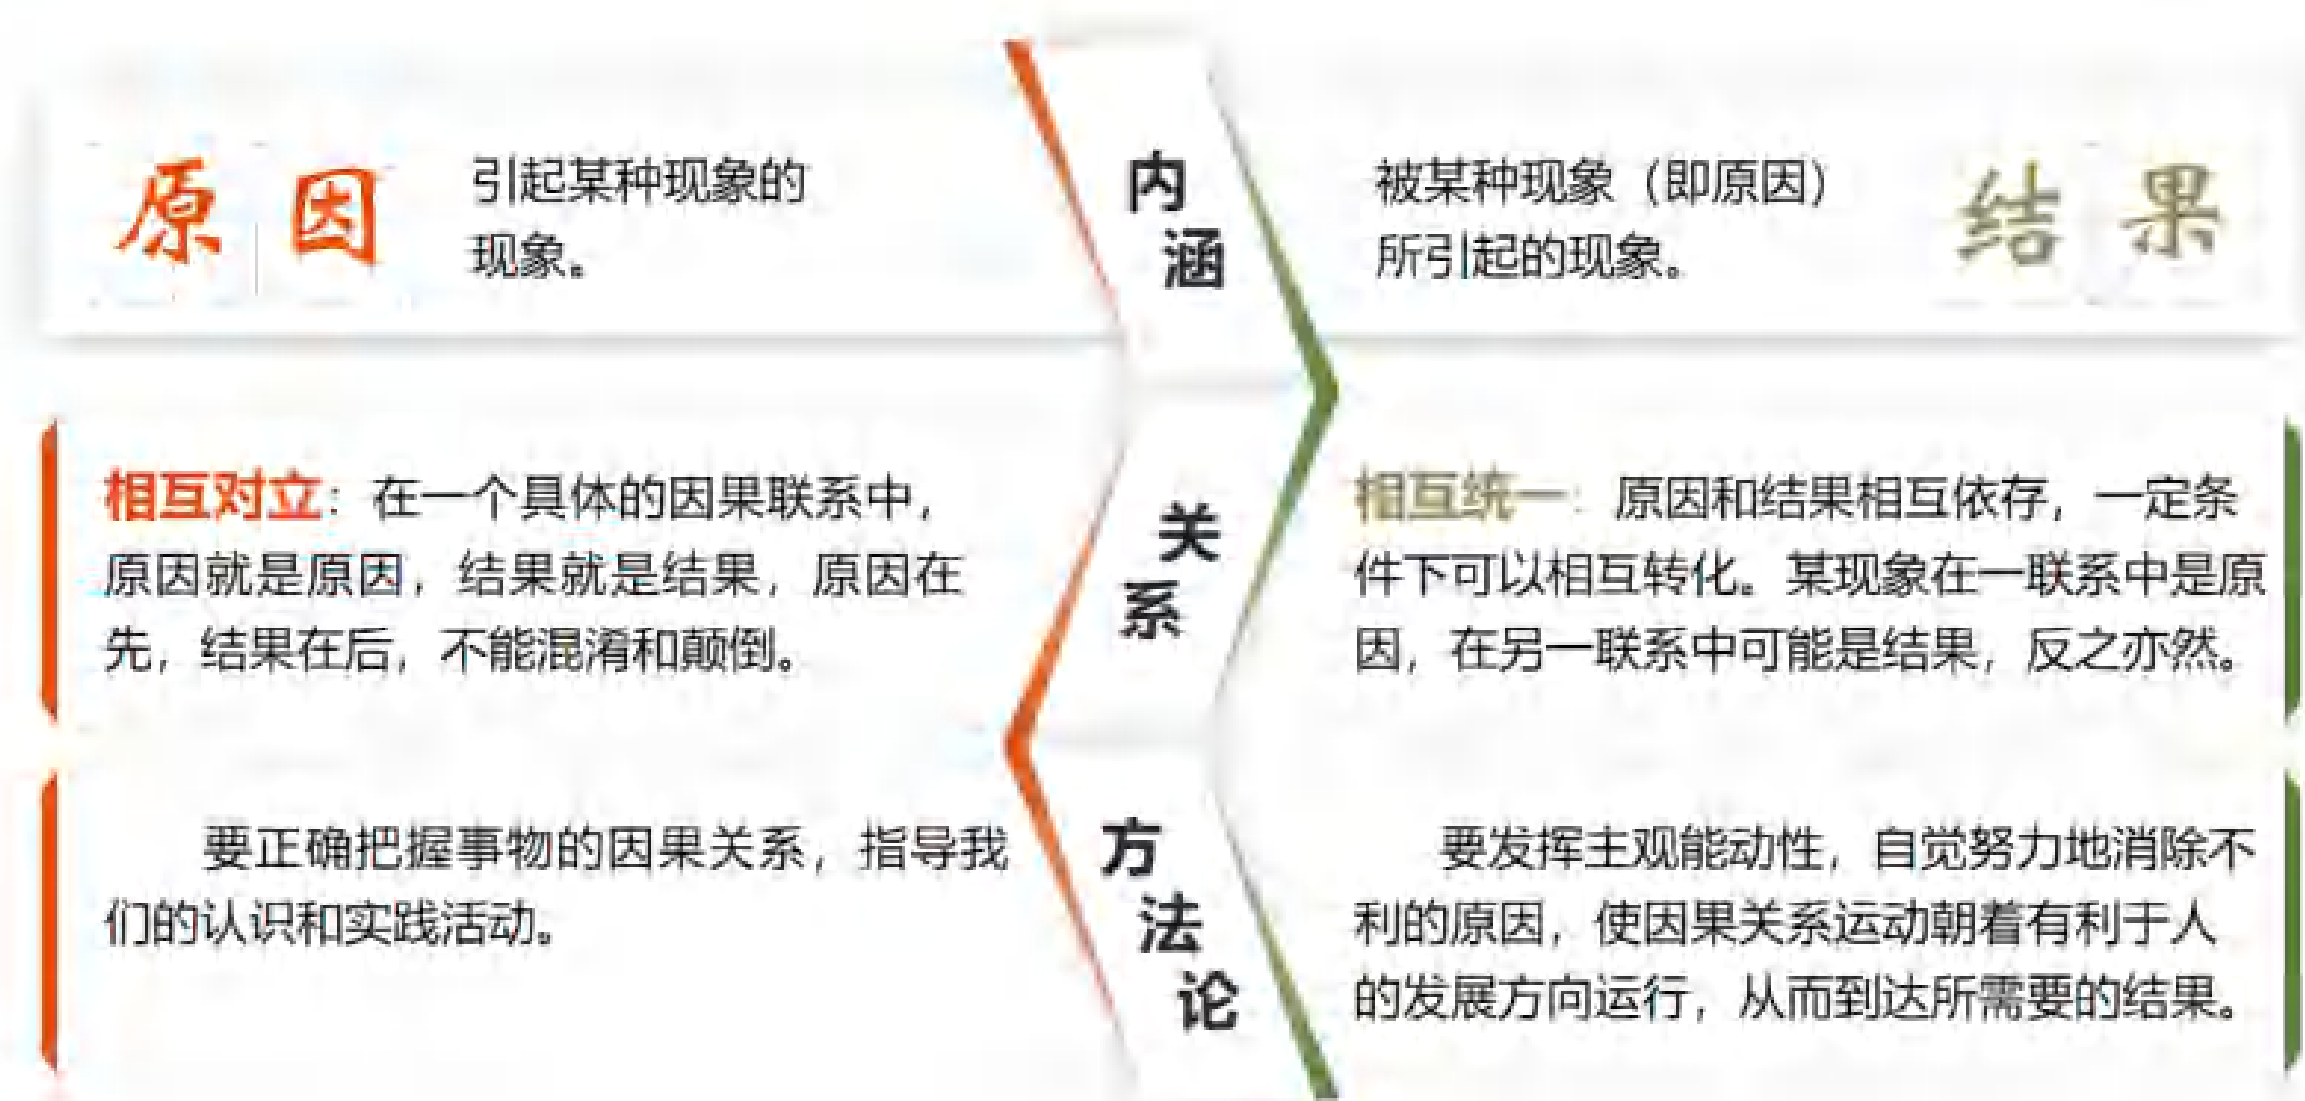 原因
引起某种现象的
现象。
内
涵
被某种现象（即原因）
所引起的现象。
结果
相互对立：在一个具体的因果联系中，
原因就是原因，结果就是结果，原因在
先，结果在后，不能混淆和颠倒。
关
系
相互统一：原因和结果相互依存，一定条
件下可以相互转化。某现象在一联系中是原
因，在另一联系中可能是结果，反之亦然。
要正确把握事物的因果关系，指导我
们的认识和实践活动。
方
法
论
要发挥主观能动性，自觉努力地消除不
利的原因，使因果关系运动朝着有利于人
的发展方向运行，从而到达所需要的结果。